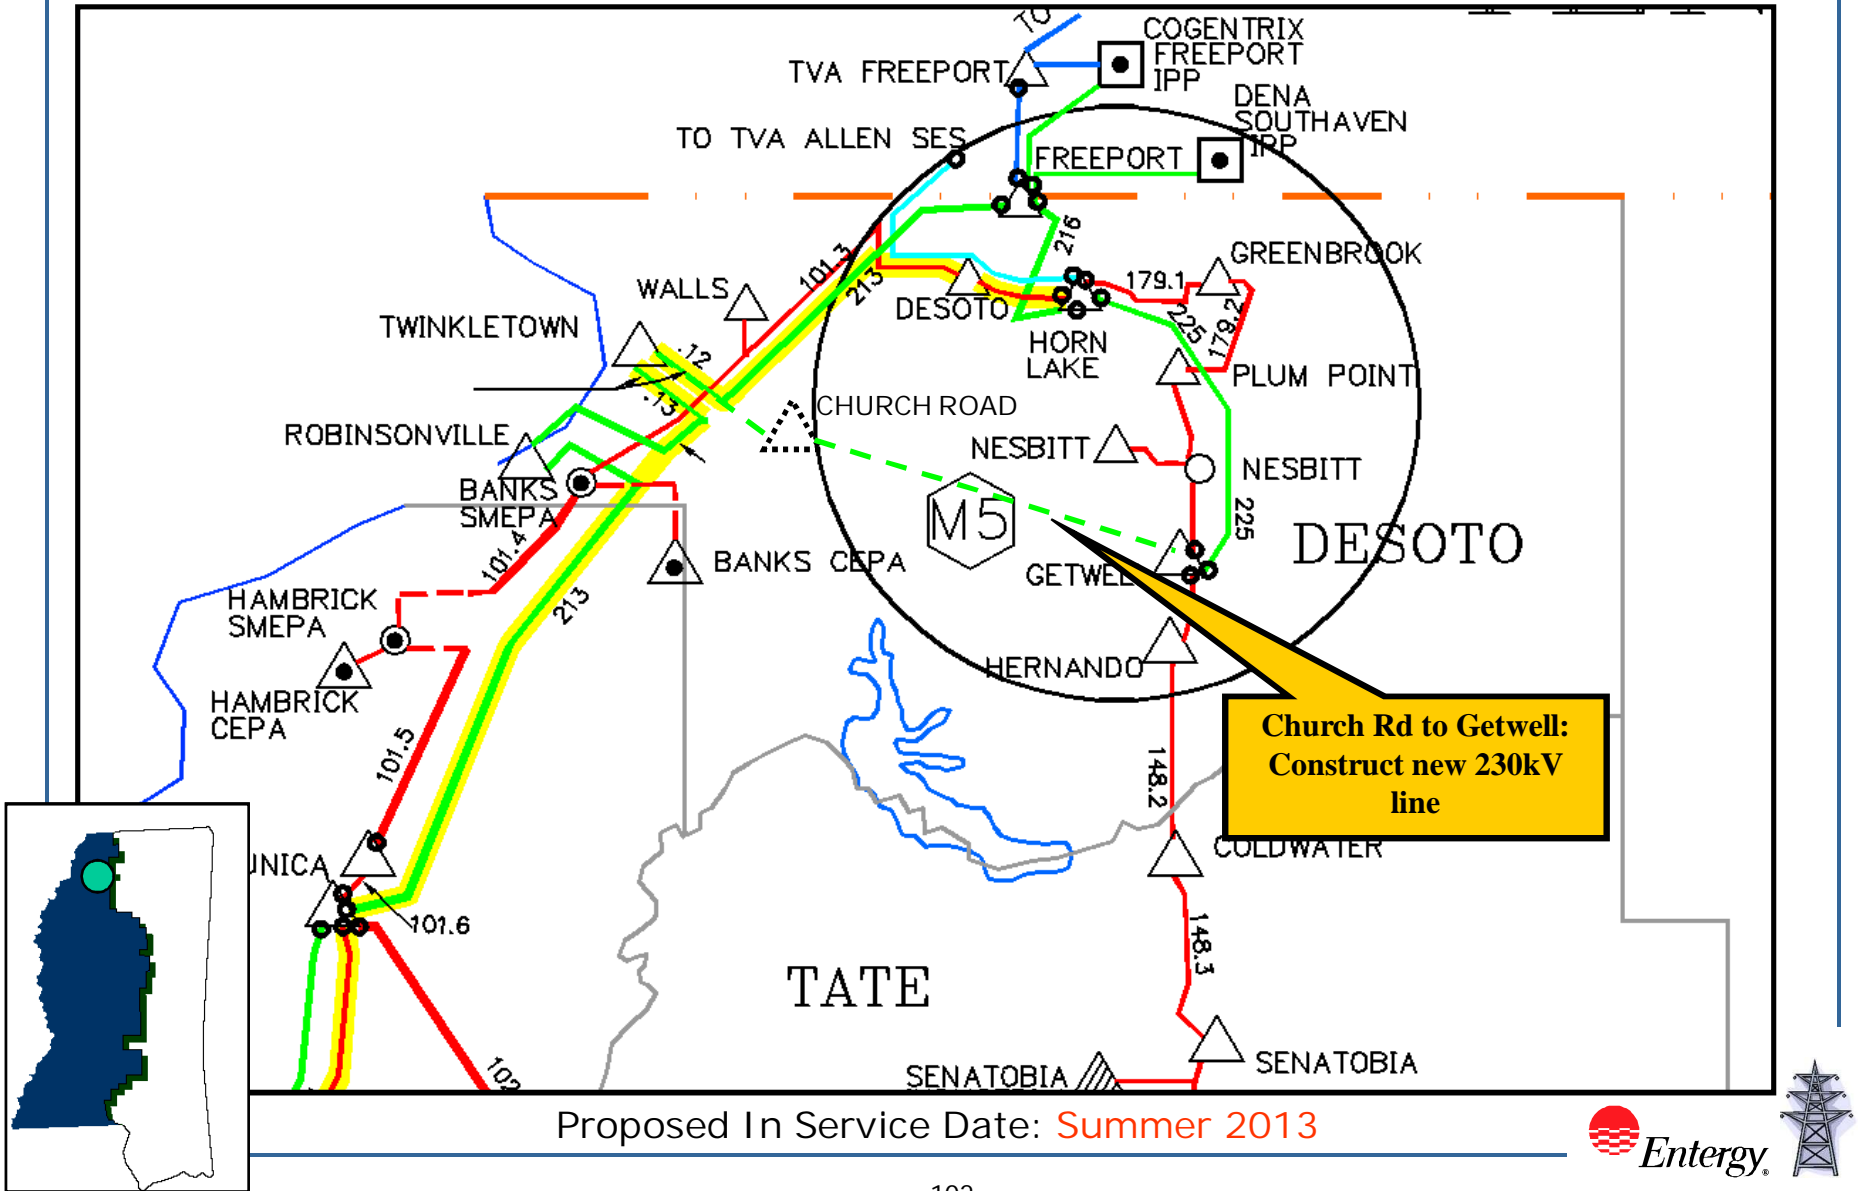 TO
COGENTRIX
FREEPORT
IPP
TVA FREEPORT
DENA
SOUTHAVEN
IPP
TO TVA ALLEN SES
FREEPORT
216
GREENBROOK
101.3
213
179.1
WALLS
DESOTO
225
179.2
TWINKLETOWN
.12
HORN
LAKE
PLUM POINT
.13
CHURCH ROAD
ROBINSONVILLE
NESBITT
NESBITT
BANKS
SMEPA
M5
225
DESOTO
101.4
BANKS CEPA
GETWEL
HAMBRICK
SMEPA
213
HERNANDO
HAMBRICK
CEPA
Church Rd to Getwell:
Construct new 230kV
line
101.5
148.2
COLDWATER
UNICA
101.6
148.3
TATE
102
SENATOBIA
SENATOBIA
Proposed In Service Date: Summer 2013
Entergy®
102